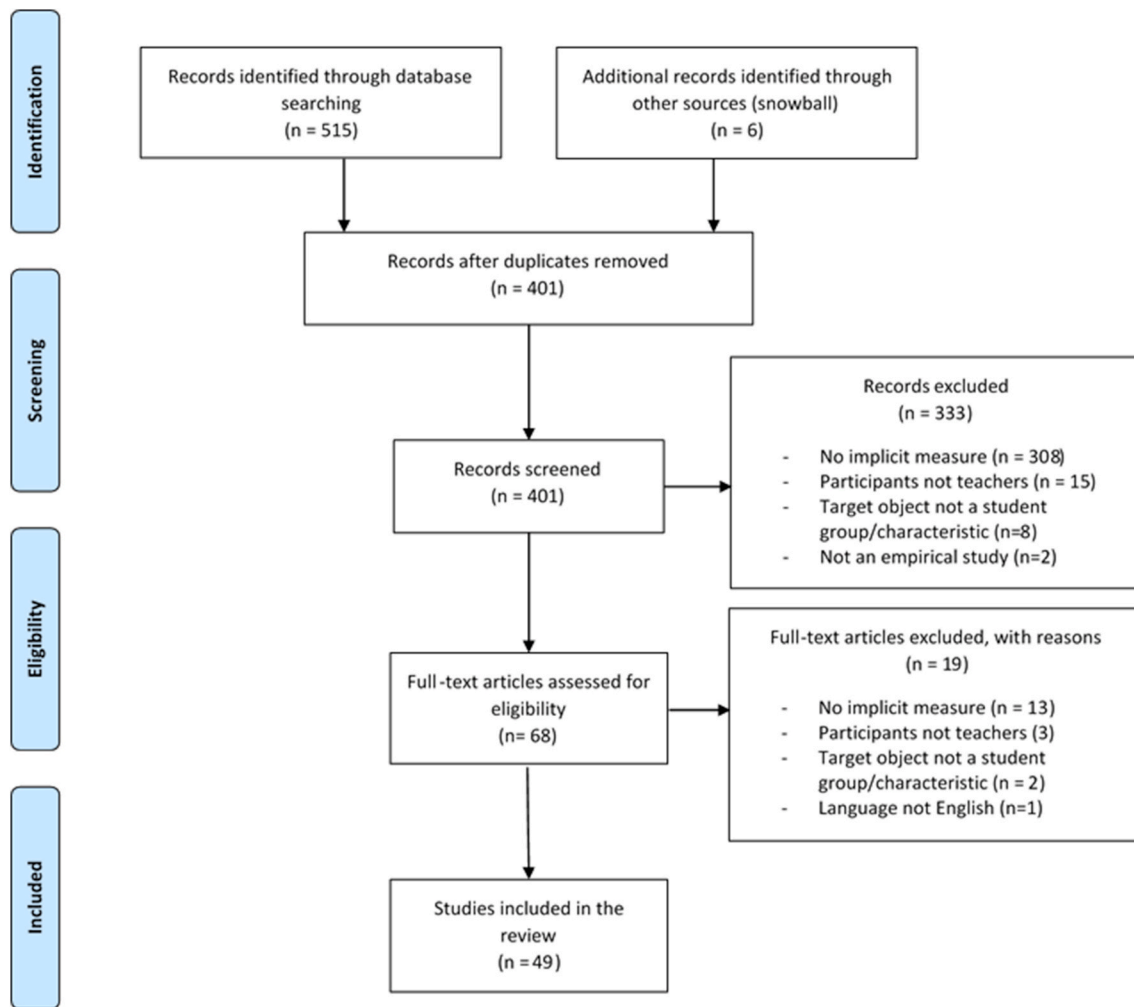 Identification
Records identified through database
searching
(n = 515)
Additional records identified through
other sources (snowball)
(n = 6)
Records after duplicates removed
(n = 401)
Screening
Records screened
(n = 401)
Records excluded
(n = 333)
- No implicit measure (n = 308)
- Participants not teachers (n = 15)
- Target object not a student
group/characteristic (n=8)
- Not an empirical study (n=2)
Eligibility
Full-text articles assessed for
eligibility
(n= 68)
Full-text articles excluded, with reasons
(n = 19)
- No implicit measure (n = 13)
- Participants not teachers (3)
- Target object not a student
group/characteristic (n = 2)
- Language not English (n=1)
Included
Studies included in the
review
(n = 49)